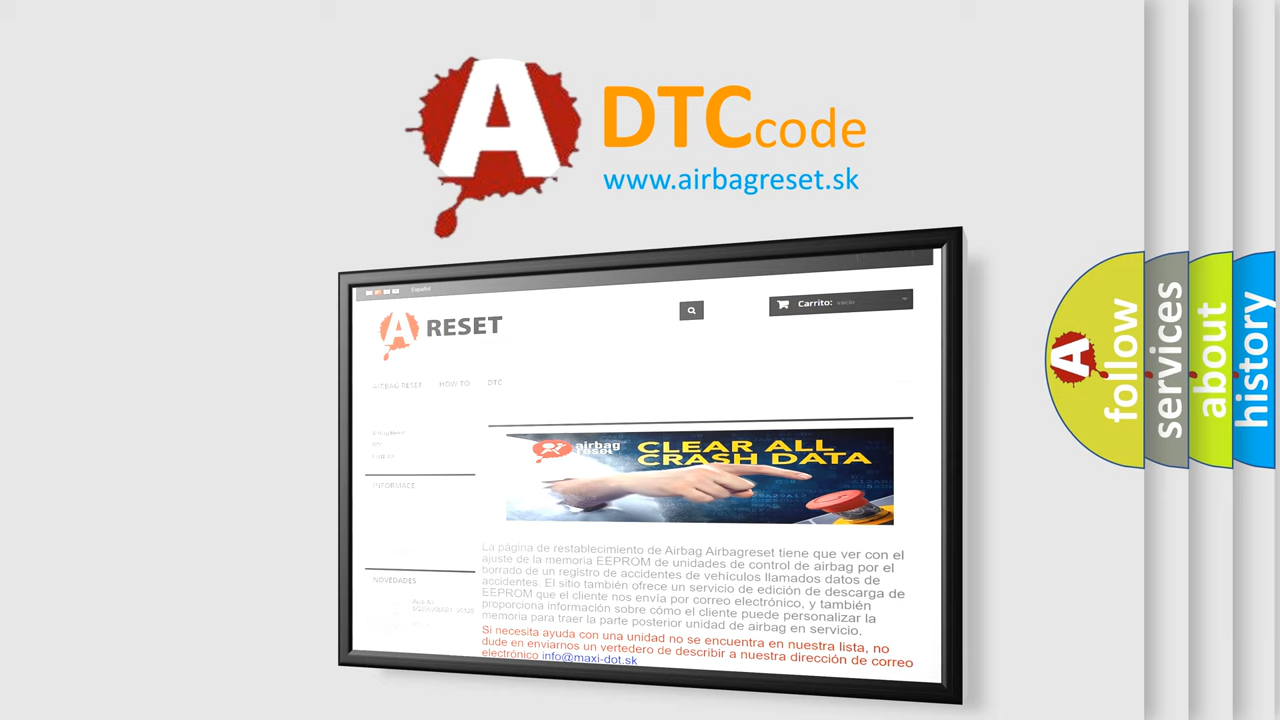 A DTC code
www.airbagreset.sk
Español
Carrito: vacío
A RESET
AIRBAG RESET HOW TO DTC
airbag
reset
CLEAR ALL
CRASH DATA
INFORMACE
NOVEDADES
La página de restablecimiento de Airbag Airbagreset tiene que ver con el
ajuste de la memoria EEPROM de unidades de control de airbag por el
borrado de un registro de accidentes de vehículos llamados datos de
accidentes. El sitio también ofrece un servicio de edición de descarga de
EEPROM que el cliente nos envía por correo electrónico, y también
proporciona información sobre cómo el cliente puede personalizar la
memoria para traer la parte posterior unidad de airbag en servicio.
Si necesita ayuda con una unidad no se encuentra en nuestra lista, no
dude en enviarnos un vertedero de describir a nuestra dirección de correo
electrónico info@maxi-dot.sk
A
follow
services
about
history